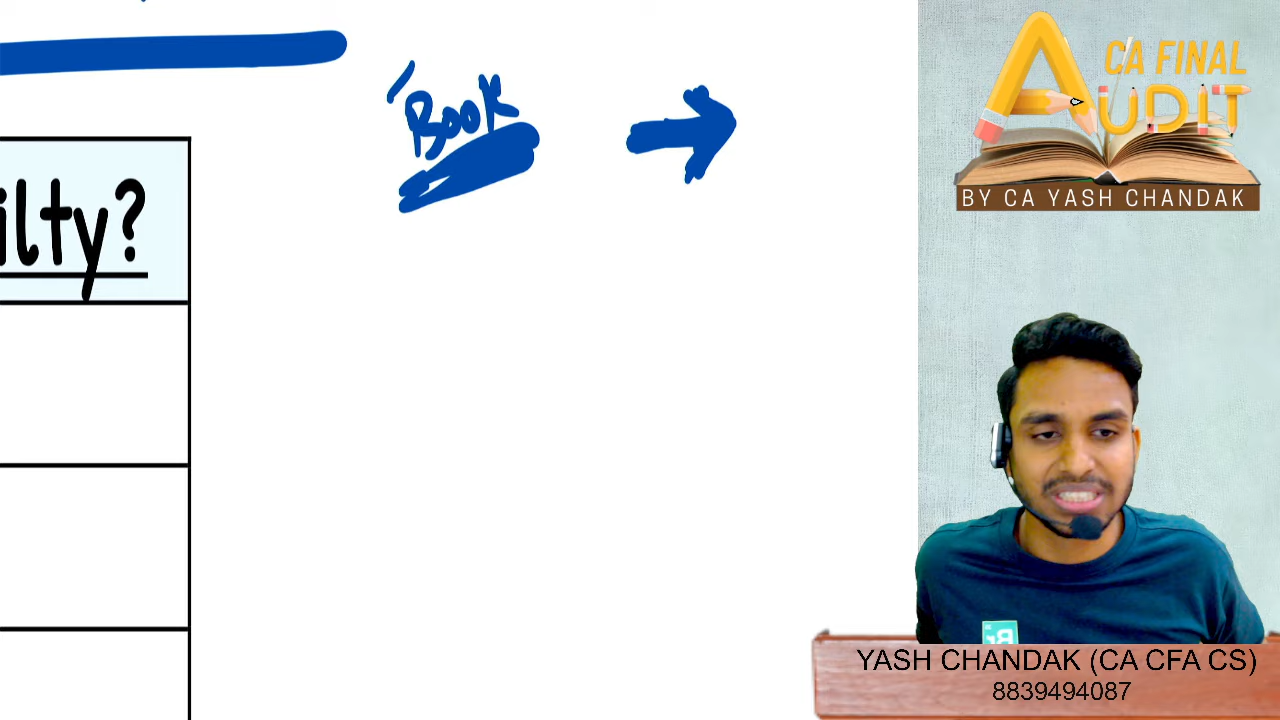 Book
ilty?
CA FINAL
AUDIT
BY CA YASH CHANDAK
YASH CHANDAK (CA CFA CS)
8839494087